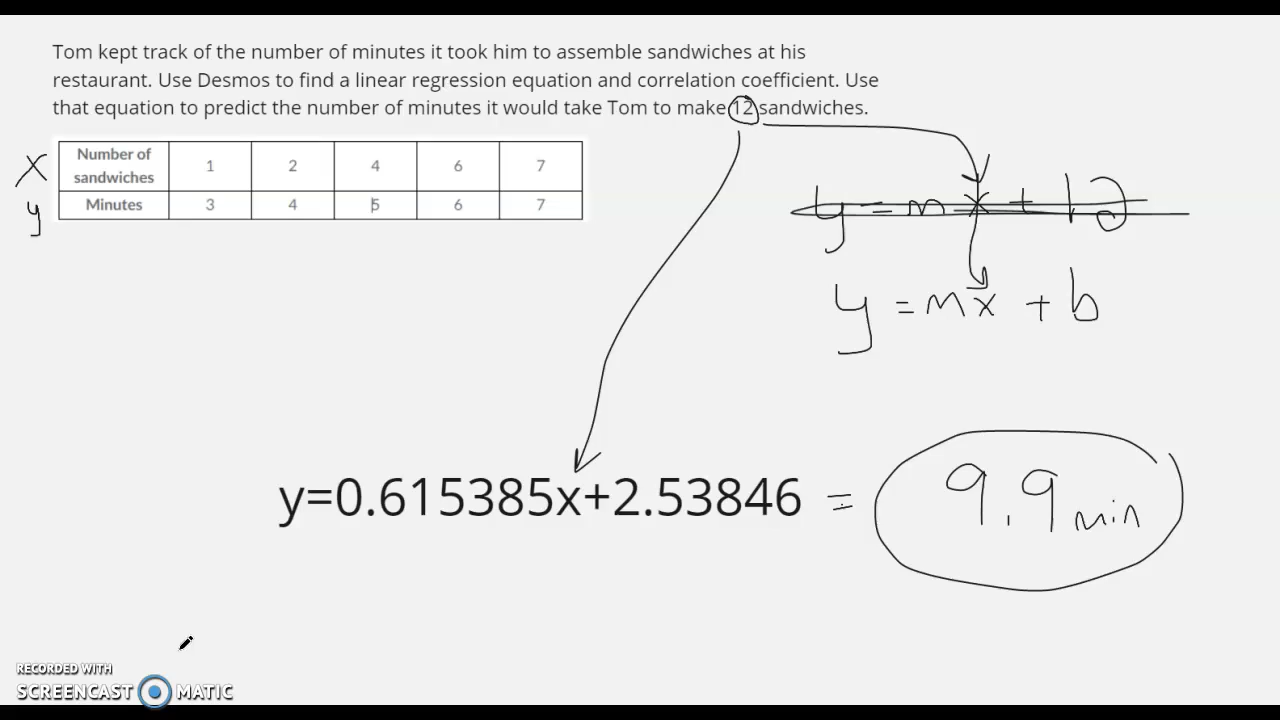 Tom kept track of the number of minutes it took him to assemble sandwiches at his
restaurant. Use Desmos to find a linear regression equation and correlation coefficient. Use
that equation to predict the number of minutes it would take Tom to make 12 sandwiches.
x Number of sandwiches 1 2 4 6 7
y Minutes 3 4 5 6 7
y = mx + b
y = mx + b
y=0.615385x+2.53846 = 9.9 min
RECORDED WITH
SCREENCAST MATIC